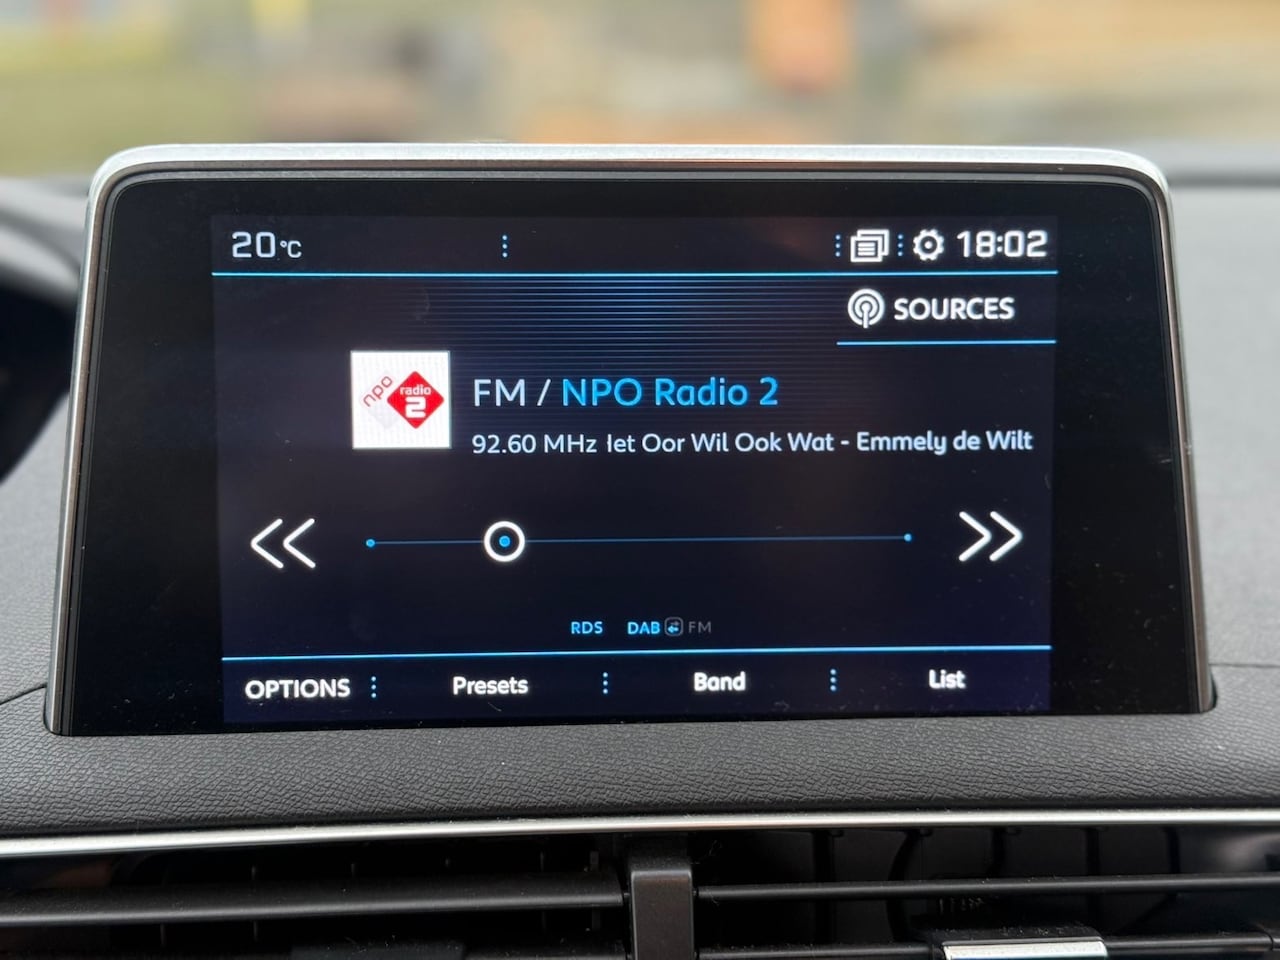 20°C
18:02
SOURCES
npo radio 2
FM / NPO Radio 2
92.60 MHz let Oor Wil Ook Wat - Emmely de Wilt
RDS DAB FM
OPTIONS Presets Band List